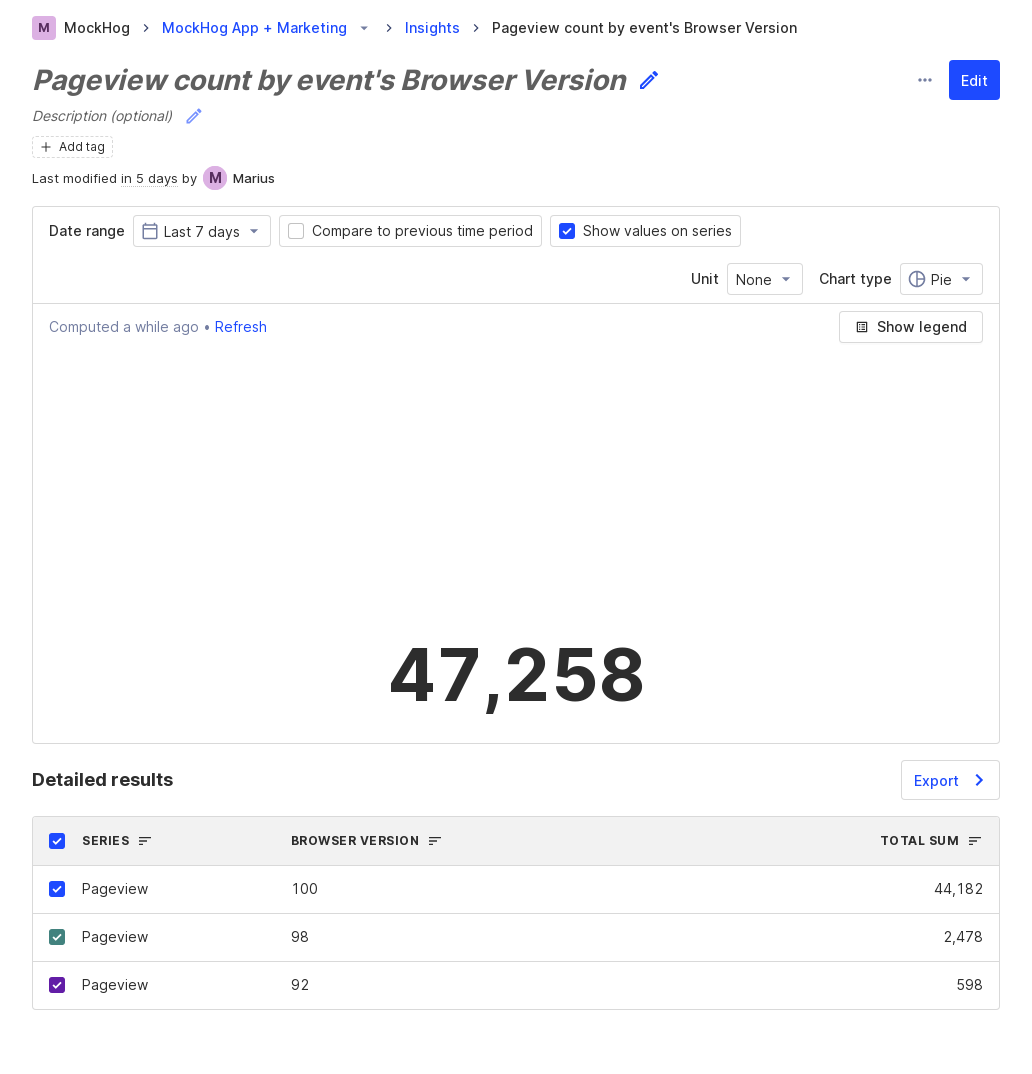 M MockHog > MockHog App + Marketing > Insights > Pageview count by event's Browser Version
Pageview count by event's Browser Version
Edit
Description (optional)
+ Add tag
Last modified in 5 days by M Marius
Date range Last 7 days Compare to previous time period Show values on series
Unit None Chart type Pie
Computed a while ago • Refresh Show legend
47,258
Detailed results Export
SERIES BROWSER VERSION TOTAL SUM
Pageview 100 44,182
Pageview 98 2,478
Pageview 92 598